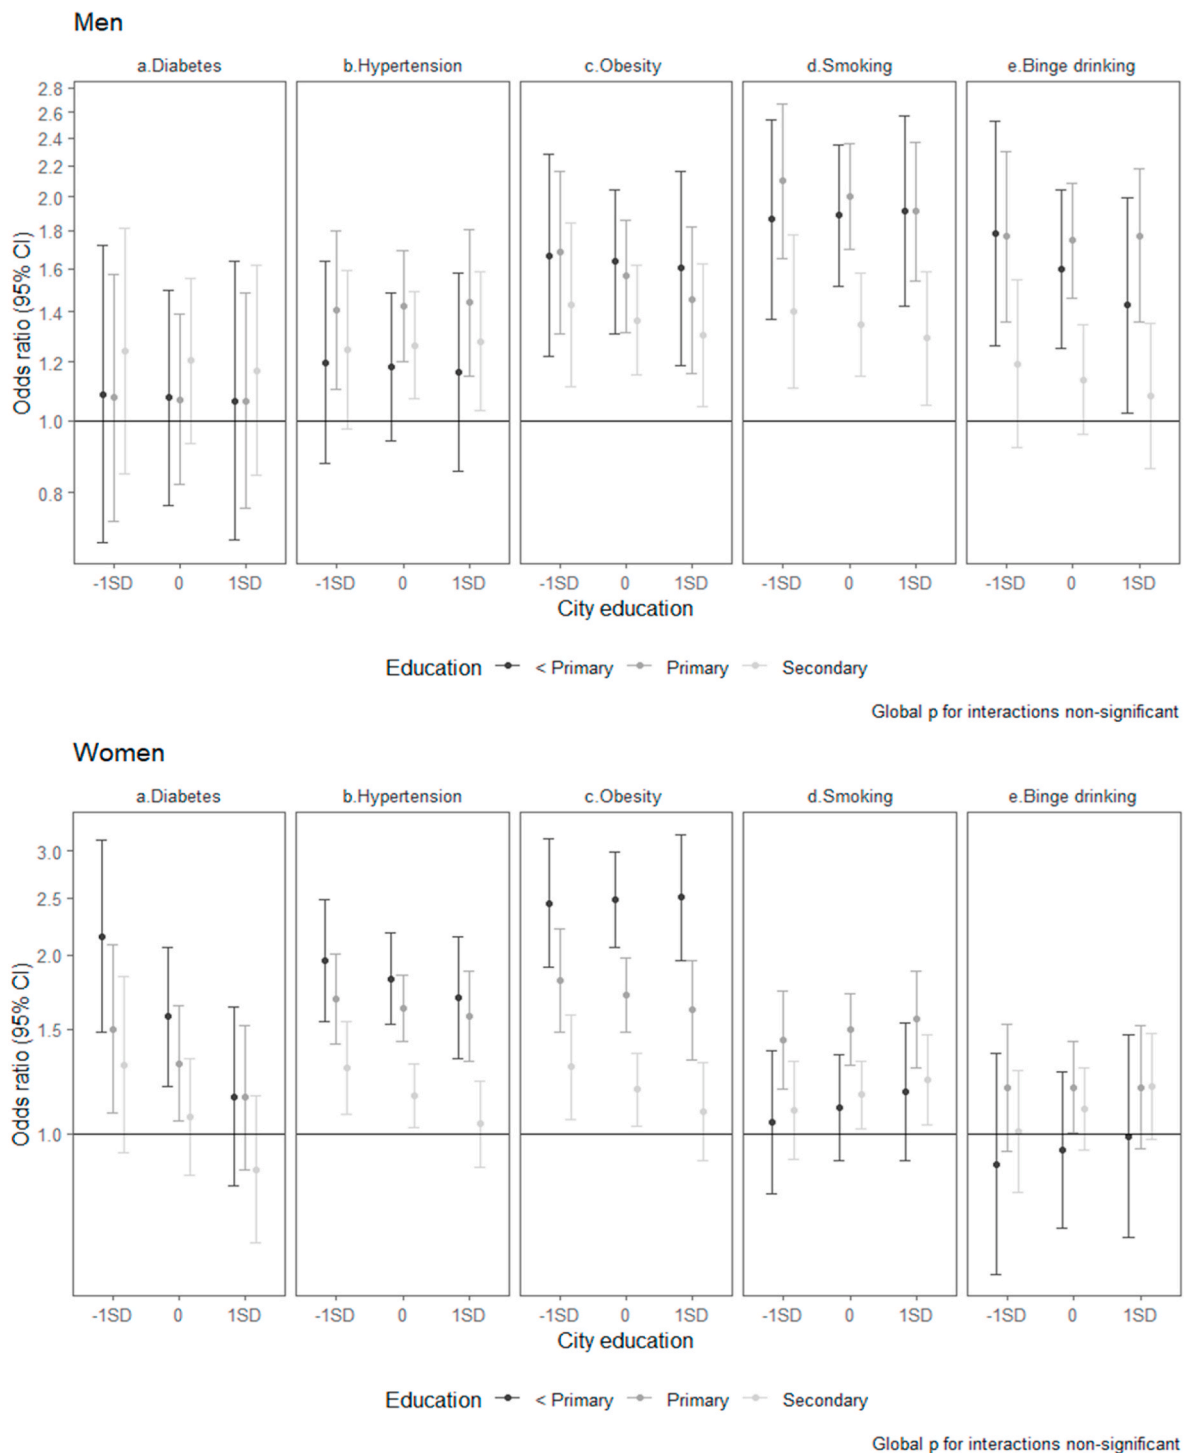 Men
a.Diabetes b.Hypertension c.Obesity d.Smoking e.Binge drinking
Odds ratio (95% CI)
2.8
2.6
2.4
2.2
2.0
1.8
1.6
1.4
1.2
1.0
0.8
-1SD 0 1SD -1SD 0 1SD -1SD 0 1SD -1SD 0 1SD -1SD 0 1SD
City education
Education < Primary Primary Secondary
Global p for interactions non-significant
Women
a.Diabetes b.Hypertension c.Obesity d.Smoking e.Binge drinking
Odds ratio (95% CI)
3.0
2.5
2.0
1.5
1.0
-1SD 0 1SD -1SD 0 1SD -1SD 0 1SD -1SD 0 1SD -1SD 0 1SD
City education
Education < Primary Primary Secondary
Global p for interactions non-significant